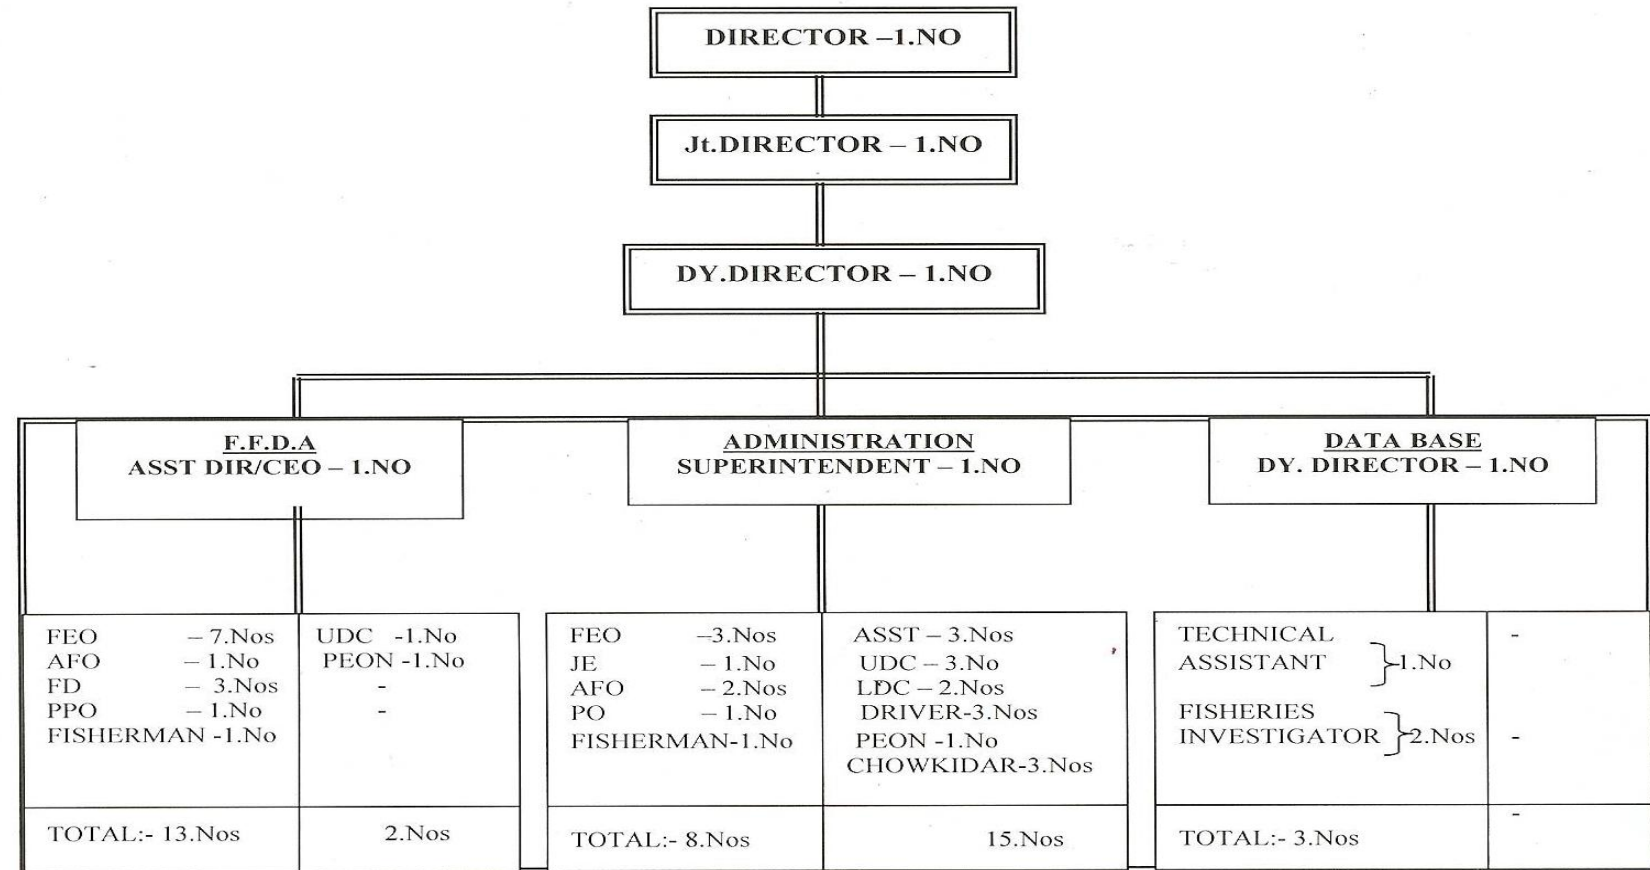 DIRECTOR –1.NO
Jt.DIRECTOR – 1.NO
DY.DIRECTOR – 1.NO
F.F.D.A
ASST DIR/CEO – 1.NO
ADMINISTRATION
SUPERINTENDENT – 1.NO
DATA BASE
DY. DIRECTOR – 1.NO
FEO – 7.Nos
AFO – 1.No
FD – 3.Nos
PPO – 1.No
FISHERMAN -1.No
UDC -1.No
PEON -1.No
-
-
FEO –3.Nos
JE – 1.No
AFO – 2.Nos
PO – 1.No
FISHERMAN-1.No
ASST – 3.Nos
UDC – 3.No
LDC – 2.Nos
DRIVER-3.Nos
PEON -1.No
CHOWKIDAR-3.Nos
TECHNICAL
ASSISTANT 1.No
FISHERIES
INVESTIGATOR 2.Nos
-
-
TOTAL:- 13.Nos 2.Nos
TOTAL:- 8.Nos 15.Nos
TOTAL:- 3.Nos -